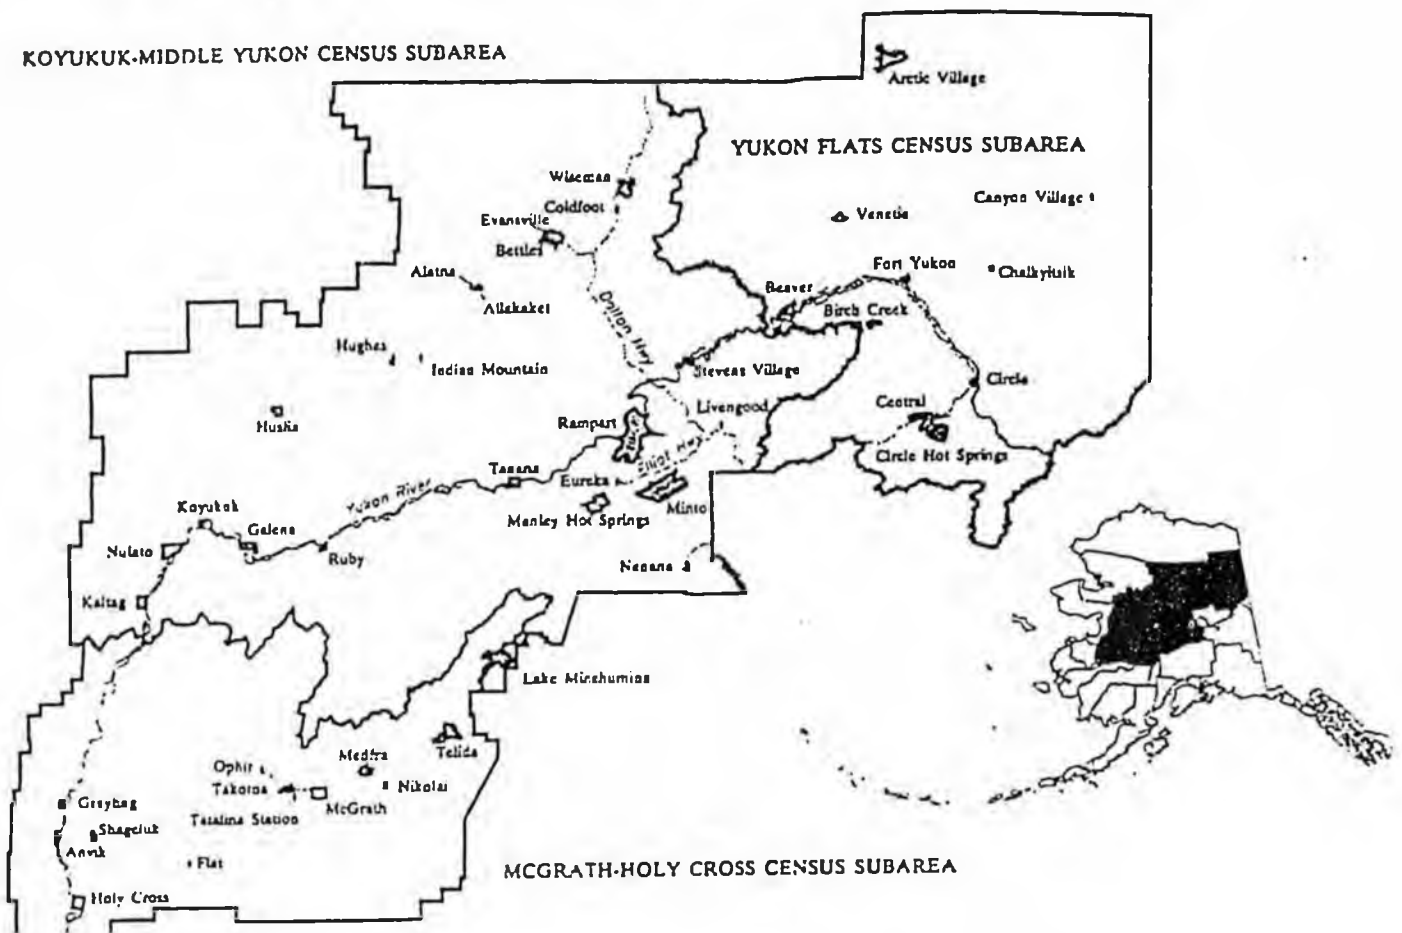 KOYUKUK-MIDDLE YUKON CENSUS SUBAREA
Arctic Village
YUKON FLATS CENSUS SUBAREA
Wiseman
Canyon Village
Coldfoot
Evansville
Venetie
Bettles
Fort Yukon
Alatna
Chalkyitsik
Beaver
Allakaket
Birch Creek
Dalton Hwy
Hughes
Indian Mountain
Stevens Village
Circle
Central
Livengood
Huslia
Rampart
Circle Hot Springs
Elliot Hwy
Tanana
Eureka
Yukon River
Minto
Koyukuk
Manley Hot Springs
Galena
Nulato
Ruby
Nenana
Kaltag
Lake Minchumina
Medfra
Telida
Ophir
Takotna
Nikolai
McGrath
Grayling
Tatalina Station
Shageluk
Anvik
Flat
MCGRATH-HOLY CROSS CENSUS SUBAREA
Holy Cross